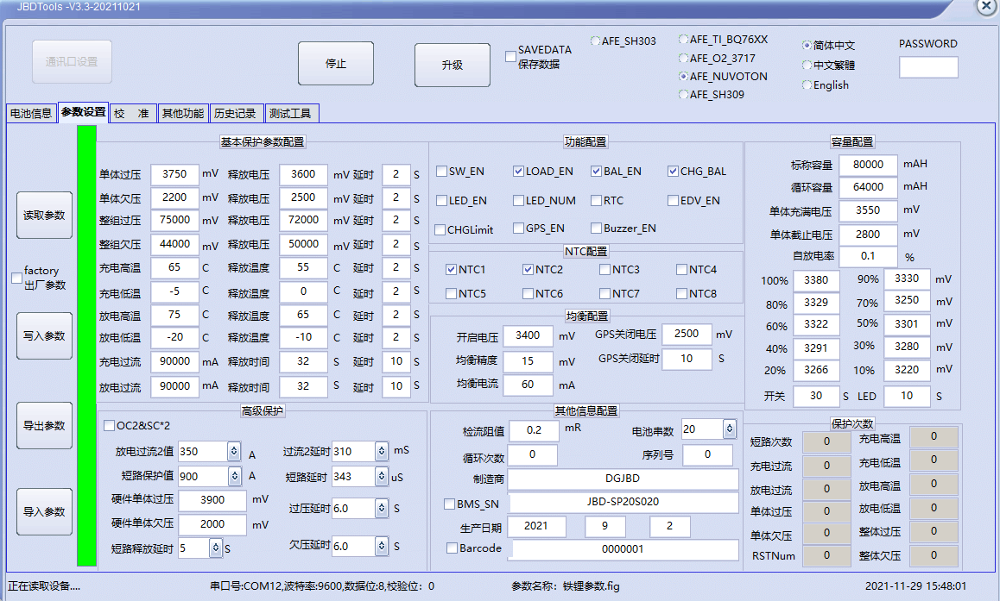 JBDTools -V3.3-20211021
通讯口设置
停止
升级
SAVEDATA
保存数据
AFE_SH303
AFE_TI_BQ76XX
AFE_O2_3717
AFE_NUVOTON
AFE_SH309
简体中文
中文繁體
English
PASSWORD
电池信息 参数设置 校 准 其他功能 历史记录 测试工具
读取参数
factory
出厂参数
写入参数
导出参数
导入参数
基本保护参数配置
单体过压 3750 mV 释放电压 3600 mV 延时 2 S
单体欠压 2200 mV 释放电压 2500 mV 延时 2 S
整组过压 75000 mV 释放电压 72000 mV 延时 2 S
整组欠压 44000 mV 释放电压 50000 mV 延时 2 S
充电高温 65 C 释放温度 55 C 延时 2 S
充电低温 -5 C 释放温度 0 C 延时 2 S
放电高温 75 C 释放温度 65 C 延时 2 S
放电低温 -20 C 释放温度 -10 C 延时 2 S
充电过流 90000 mA 释放时间 32 S 延时 10 S
放电过流 90000 mA 释放时间 32 S 延时 10 S
高级保护
OC2&SC*2
放电过流2值 350 A 过流2延时 310 mS
短路保护值 900 A 短路延时 343 uS
硬件单体过压 3900 mV 过压延时 6.0 S
硬件单体欠压 2000 mV
短路释放延时 5 S 欠压延时 6.0 S
功能配置
SW_EN LOAD_EN BAL_EN CHG_BAL
LED_EN LED_NUM RTC EDV_EN
CHGLimit GPS_EN Buzzer_EN
NTC配置
NTC1 NTC2 NTC3 NTC4
NTC5 NTC6 NTC7 NTC8
均衡配置
开启电压 3400 mV GPS关闭电压 2500 mV
均衡精度 15 mV GPS关闭延时 10 S
均衡电流 60 mA
其他信息配置
检流阻值 0.2 mR 电池串数 20
循环次数 0 序列号 0
制造商 DGJBD
BMS_SN JBD-SP20S020
生产日期 2021 9 2
Barcode 0000001
容量配置
标称容量 80000 mAH
循环容量 64000 mAH
单体充满电压 3550 mV
单体截止电压 2800 mV
自放电率 0.1 %
100% 3380 90% 3330 mV
80% 3329 70% 3250 mV
60% 3322 50% 3301 mV
40% 3291 30% 3280 mV
20% 3266 10% 3220 mV
开关 30 S LED 10 S
保护次数
短路次数 0 充电高温 0
充电过流 0 充电低温 0
放电过流 0 放电高温 0
单体过压 0 放电低温 0
单体欠压 0 整体过压 0
RSTNum 0 整体欠压 0
正在读取设备.... 串口号:COM12,波特率:9600,数据位:8,校验位：0 参数名称：铁锂参数.fig 2021-11-29 15:48:01